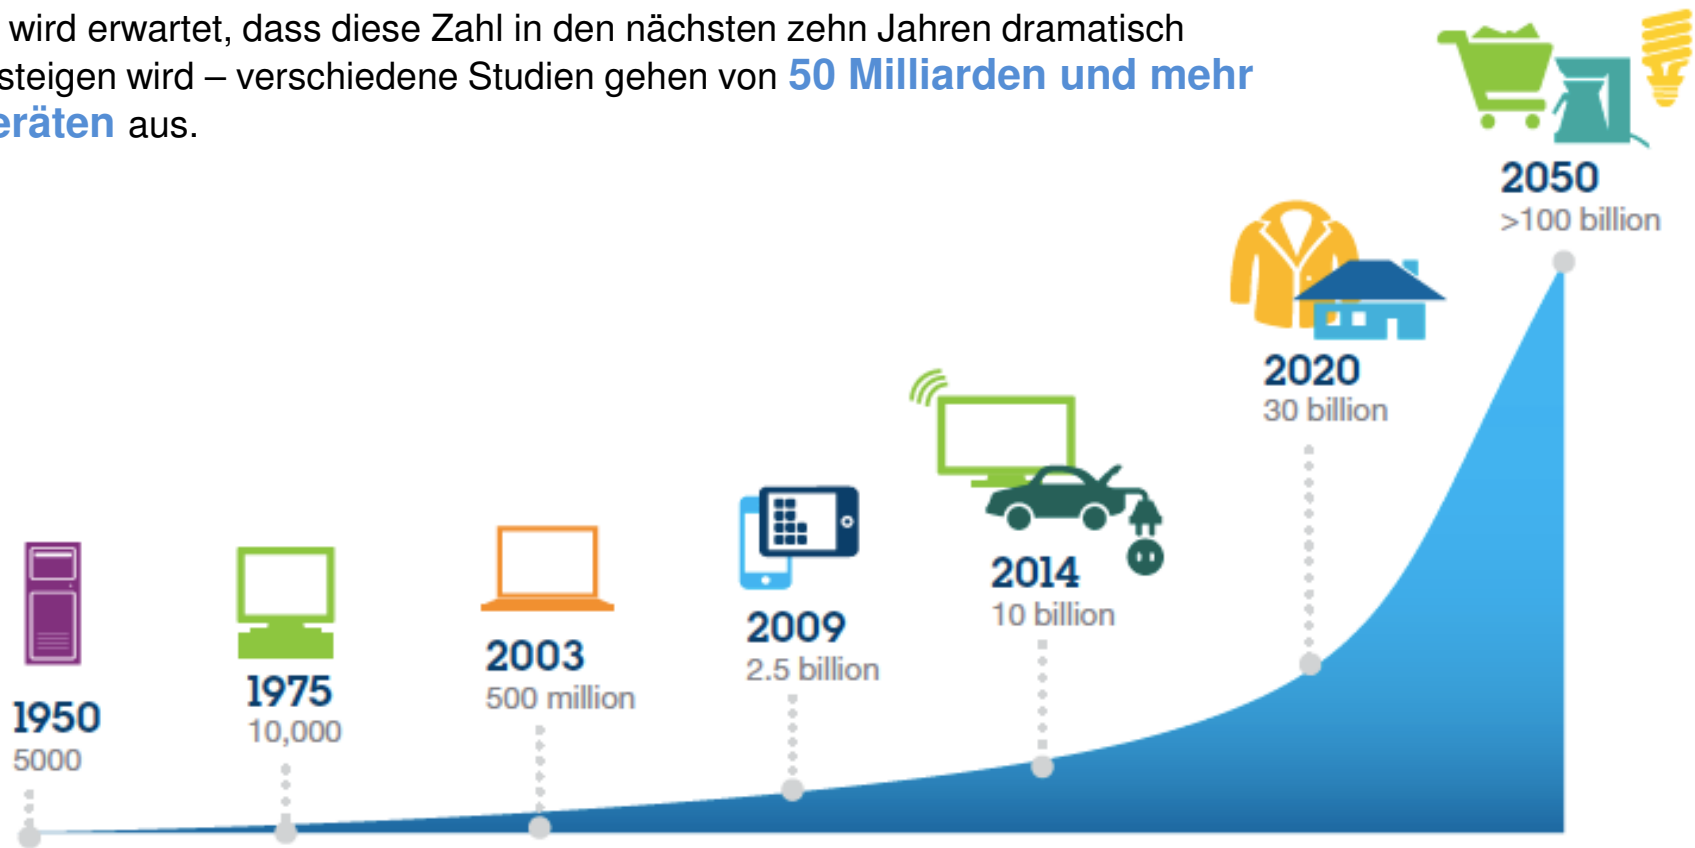 wird erwartet, dass diese Zahl in den nächsten zehn Jahren dramatisch
steigen wird – verschiedene Studien gehen von 50 Milliarden und mehr
eräten aus.
2050
>100 billion
2020
30 billion
2014
10 billion
2009
2.5 billion
2003
500 million
1975
10,000
1950
5000